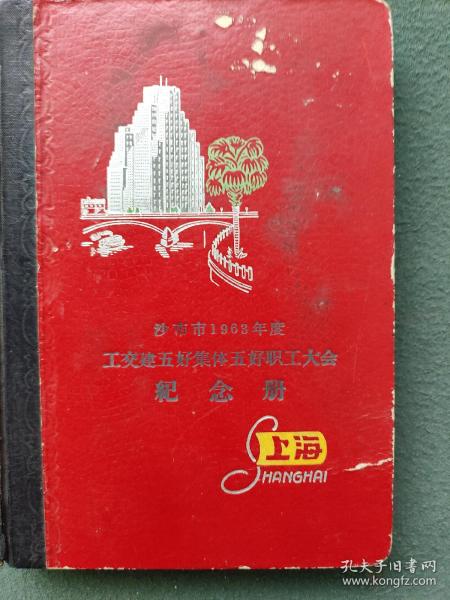 沙市市1963年度
工交建五好集体五好职工大会
紀念册
上海
SHANGHAI
孔夫子旧书网
www.kongfz.com